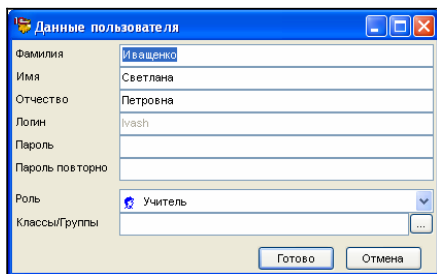 Данные пользователя
Фамилия Иващенко
Имя Светлана
Отчество Петровна
Логин Ivash
Пароль
Пароль повторно
Роль Учитель
Классы/Группы ...
Готово Отмена